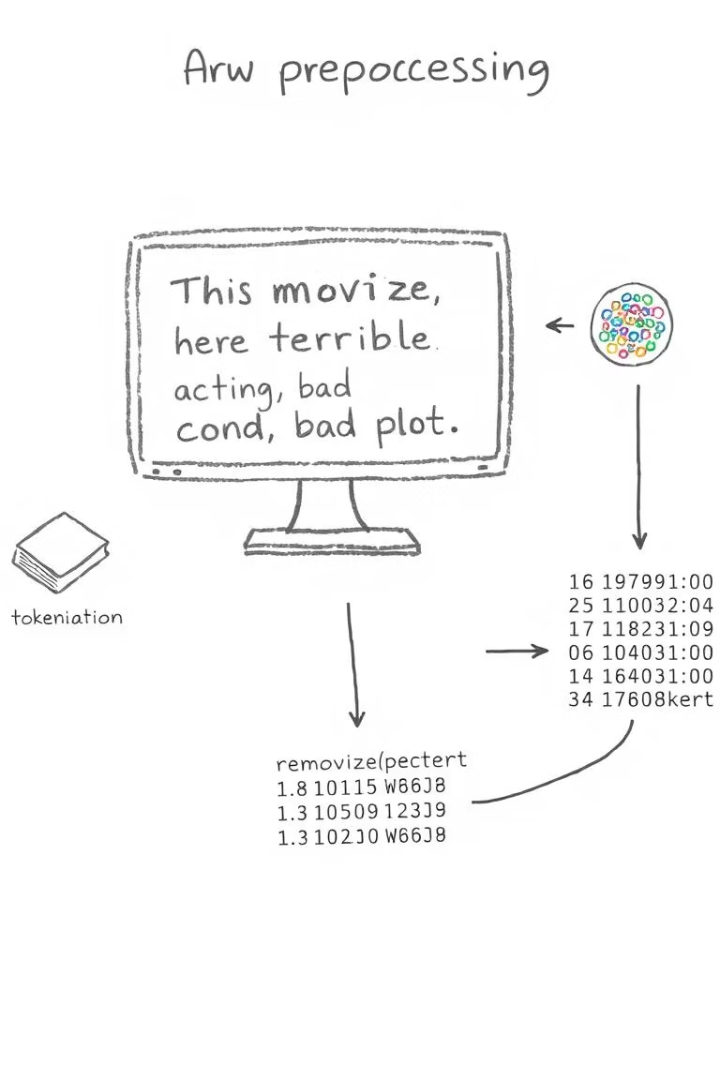 Arw prepoccessing
This movize,
here terrible.
acting, bad
cond, bad plot.
tokeniation
16 197991:00
25 110032:04
17 118231:09
06 104031:00
14 164031:00
34 17608kert
removize(pectert
1.8 10115 W66J8
1.3 10509 123J9
1.3 102J0 W66J8